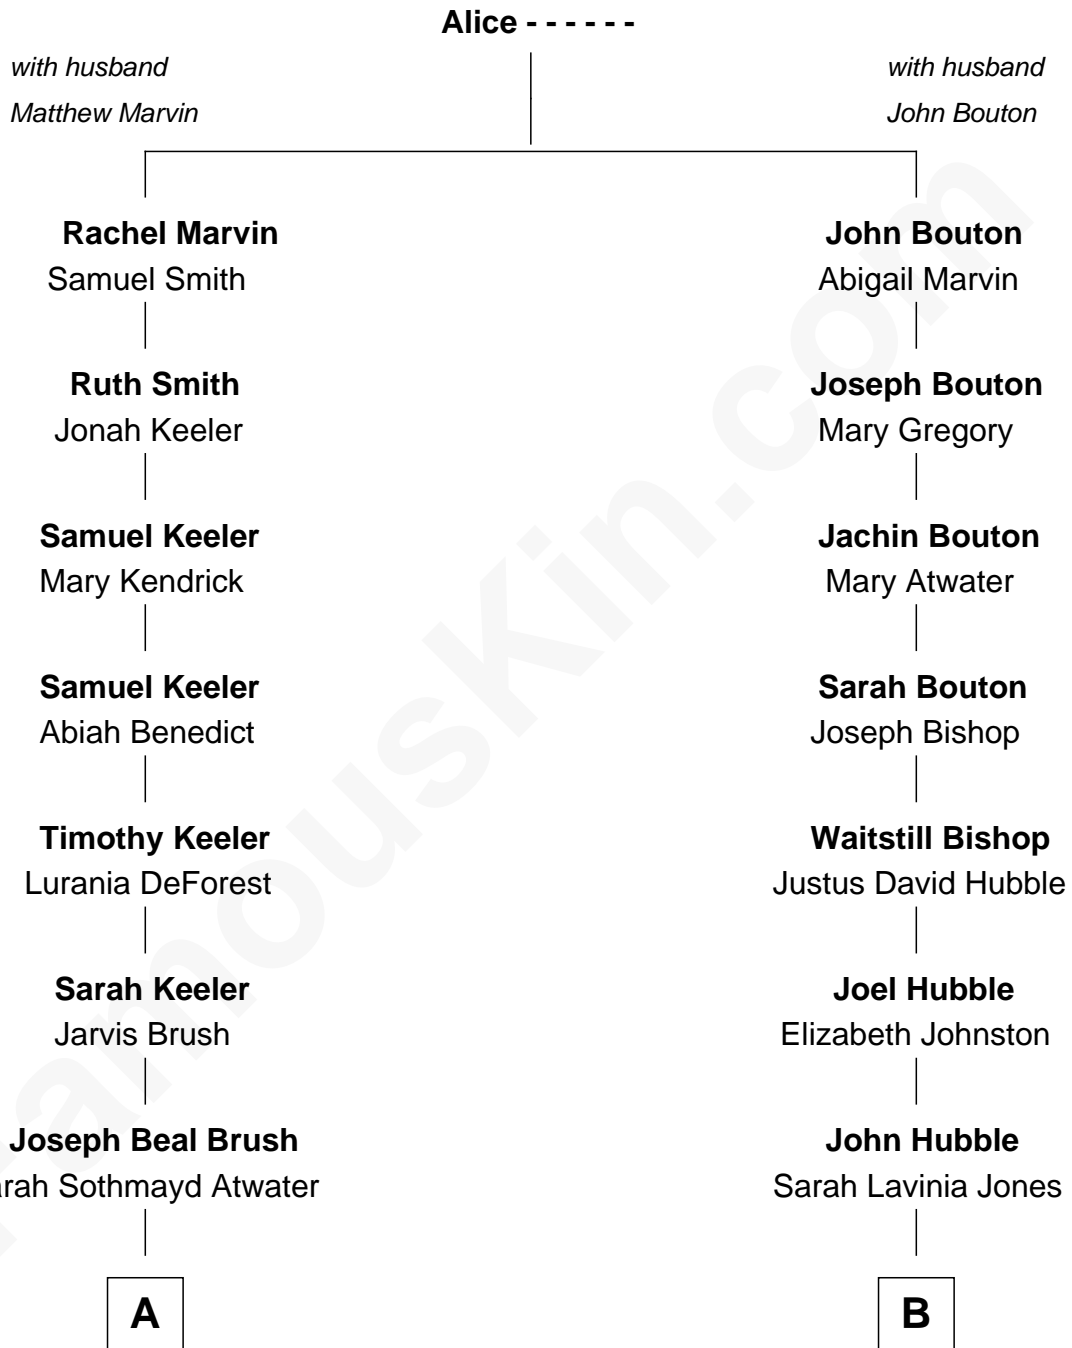 Alice - - - - - -
with husband
Matthew Marvin
with husband
John Bouton
Rachel Marvin
Samuel Smith
John Bouton
Abigail Marvin
Ruth Smith
Jonah Keeler
Joseph Bouton
Mary Gregory
Samuel Keeler
Mary Kendrick
Jachin Bouton
Mary Atwater
Samuel Keeler
Abiah Benedict
Sarah Bouton
Joseph Bishop
Timothy Keeler
Lurania DeForest
Waitstill Bishop
Justus David Hubble
Sarah Keeler
Jarvis Brush
Joel Hubble
Elizabeth Johnston
Joseph Beal Brush
arah Sothmayd Atwater
John Hubble
Sarah Lavinia Jones
A
B
FamousKin.com